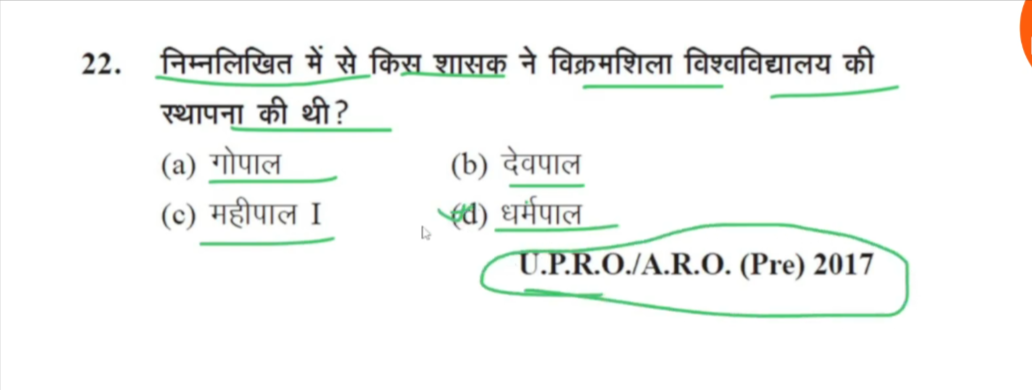 22. निम्नलिखित में से किस शासक ने विक्रमशिला विश्वविद्यालय की
स्थापना की थी?
(a) गोपाल (b) देवपाल
(c) महीपाल I (d) धर्मपाल
U.P.R.O./A.R.O. (Pre) 2017